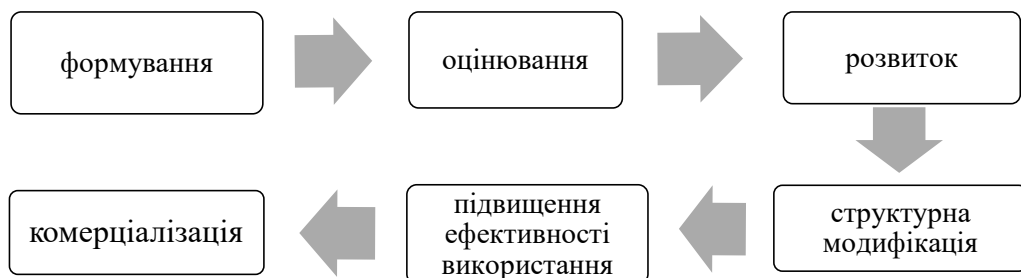 формування
оцінювання
розвиток
структурна
модифікація
підвищення
ефективності
використання
комерціалізація